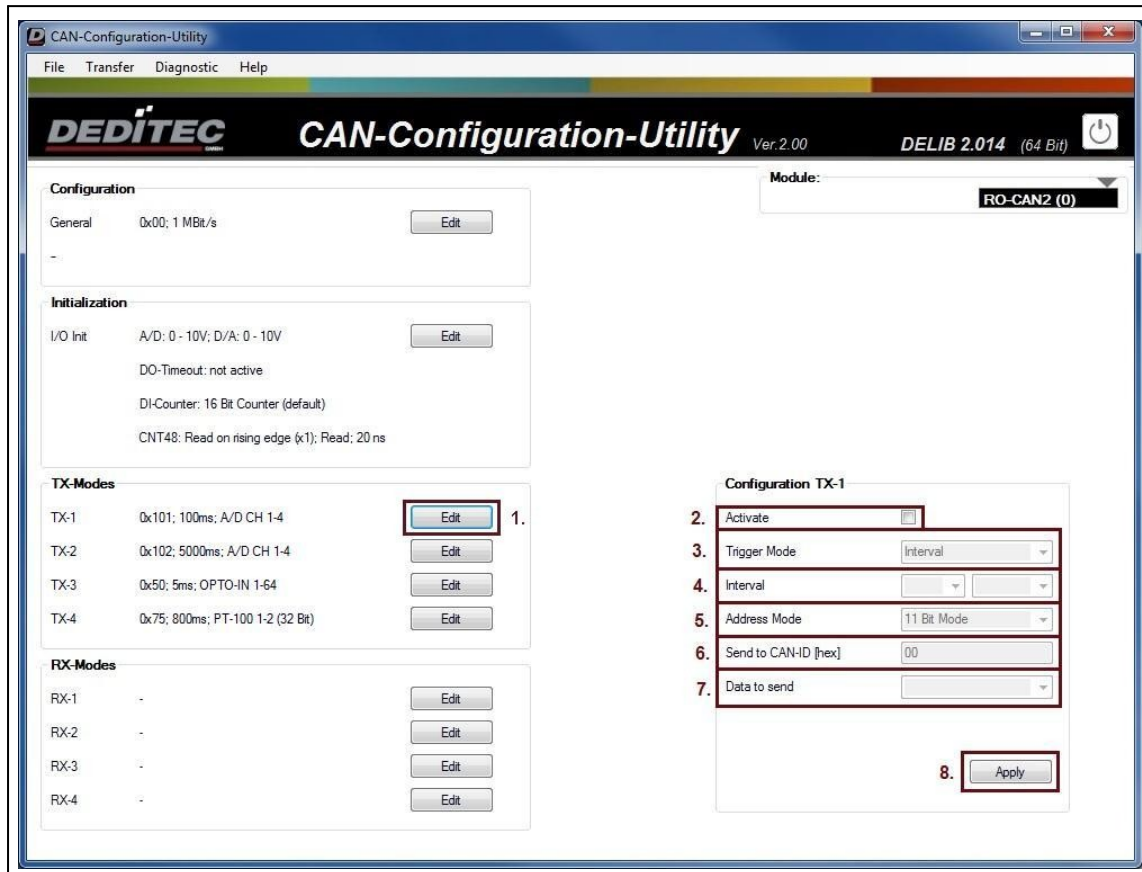 CAN-Configuration-Utility
File Transfer Diagnostic Help
DEDITEC
GMBH
CAN-Configuration-Utility Ver.2.00
DELIB 2.014 (64 Bit)
Module:
RO-CAN2 (0)
Configuration
General 0x00; 1 MBit/s Edit
-
Initialization
I/O Init A/D: 0 - 10V; D/A: 0 - 10V Edit
DO-Timeout: not active
DI-Counter: 16 Bit Counter (default)
CNT48: Read on rising edge (x1); Read; 20 ns
TX-Modes
TX-1 0x101; 100ms; A/D CH 1-4 Edit 1.
TX-2 0x102; 5000ms; A/D CH 1-4 Edit
TX-3 0x50; 5ms; OPTO-IN 1-64 Edit
TX-4 0x75; 800ms; PT-100 1-2 (32 Bit) Edit
RX-Modes
RX-1 - Edit
RX-2 - Edit
RX-3 - Edit
RX-4 - Edit
Configuration TX-1
2. Activate
3. Trigger Mode Interval
4. Interval
5. Address Mode 11 Bit Mode
6. Send to CAN-ID [hex] 00
7. Data to send
8. Apply